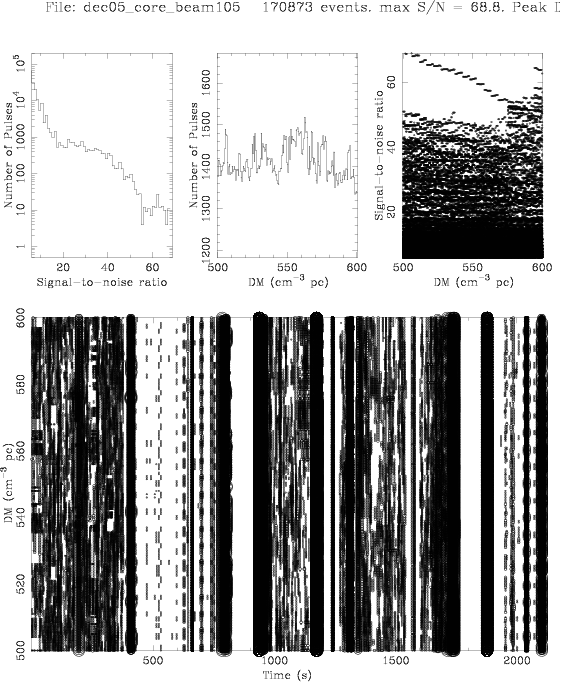 File: dec05_core_beam105 170873 events. max S/N = 68.8. Peak D
Number of Pulses
1 10 100 1000 10^4 10^5
20 40 60
Signal-to-noise ratio
Number of Pulses
1200 1300 1400 1500 1600
500 550 600
DM (cm⁻³ pc)
Signal-to-noise ratio
20 40 60
500 550 600
DM (cm⁻³ pc)
DM (cm⁻³ pc)
500 520 540 560 580 600
500 1000 1500 2000
Time (s)